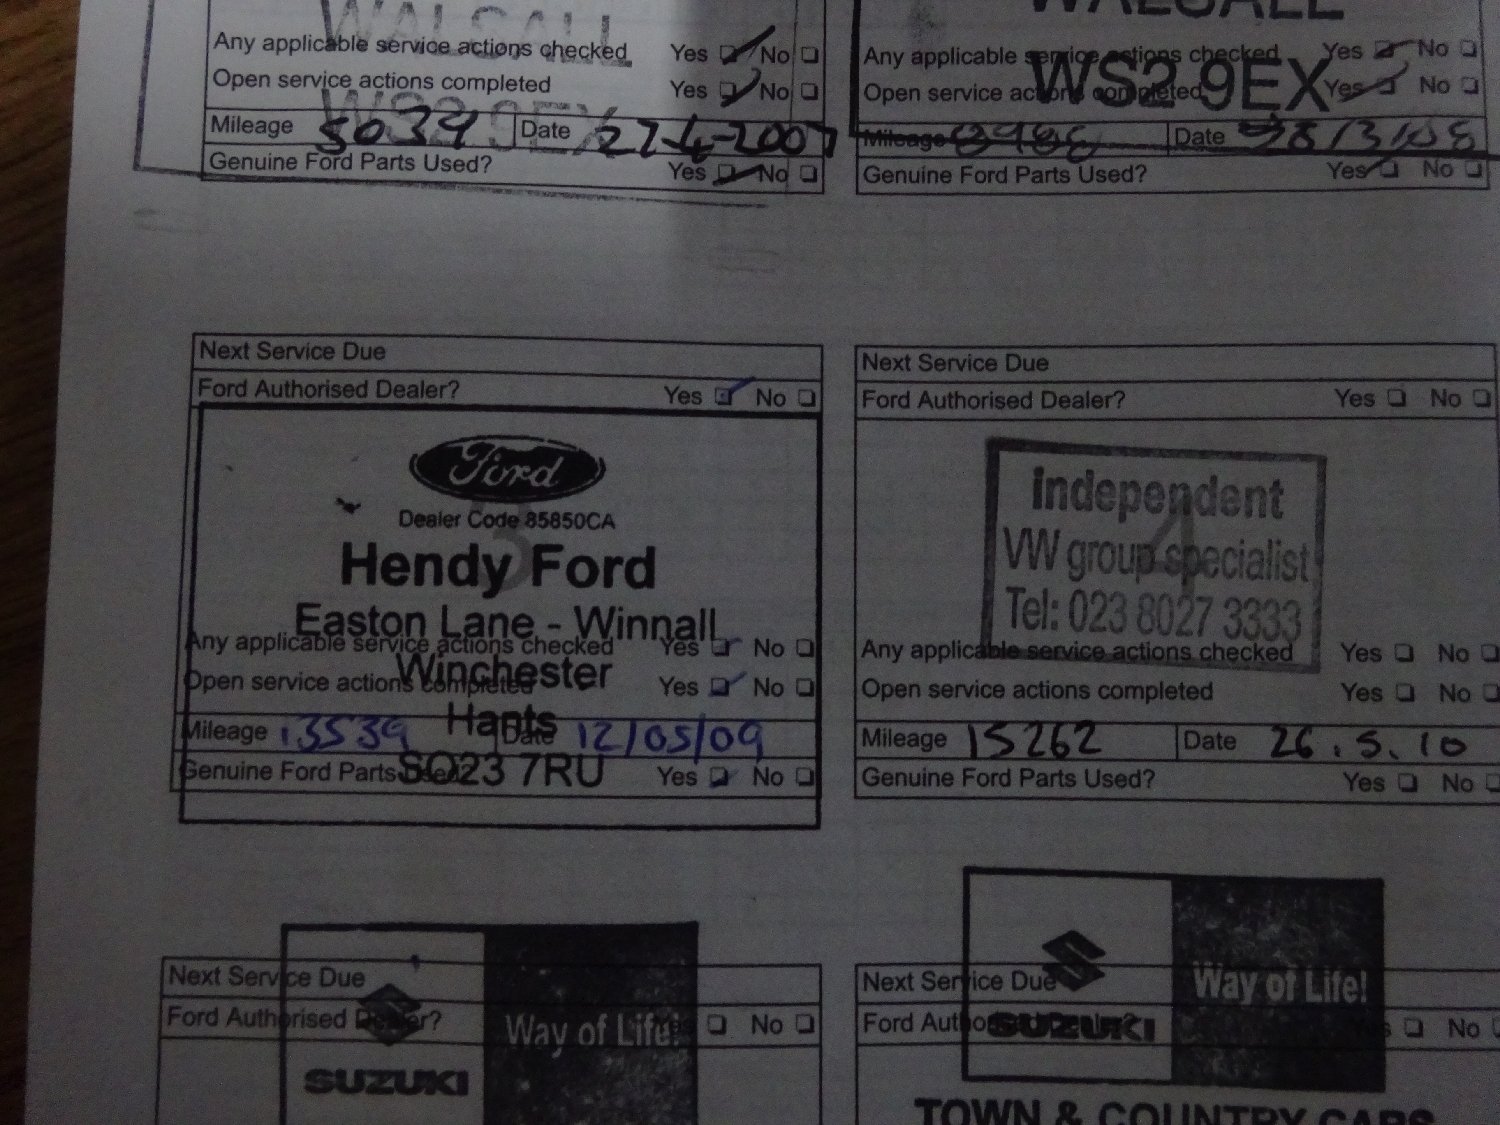 WALSALL
Any applicable service actions checked Yes No
Open service actions completed Yes No
WS2 9EX
Mileage 5039 Date 27-4-2007
Genuine Ford Parts Used? Yes No
WALSALL
Any applicable service actions checked Yes No
WS2 9EX
Open service actions completed Yes No
Mileage Date 28/3/08
Genuine Ford Parts Used? Yes No
Next Service Due
Ford Authorised Dealer? Yes No
Ford
Dealer Code 85850CA
3
Hendy Ford
Easton Lane - Winnall
Any applicable service actions checked Yes No
Winchester
Open service actions completed Yes No
Hants
Mileage 13539 Date 12/05/09
SO23 7RU
Genuine Ford Parts Used? Yes No
Next Service Due
Ford Authorised Dealer? Yes No
independent
4
VW group specialist
Tel: 023 8027 3333
Any applicable service actions checked Yes No
Open service actions completed Yes No
Mileage 15262 Date 26.5.10
Genuine Ford Parts Used? Yes No
Next Service Due
Ford Authorised Dealer? Yes No
Way of Life!
SUZUKI
Next Service Due
Way of Life!
Ford Authorised Dealer? Yes No
SUZUKI
TOWN & COUNTRY CARS